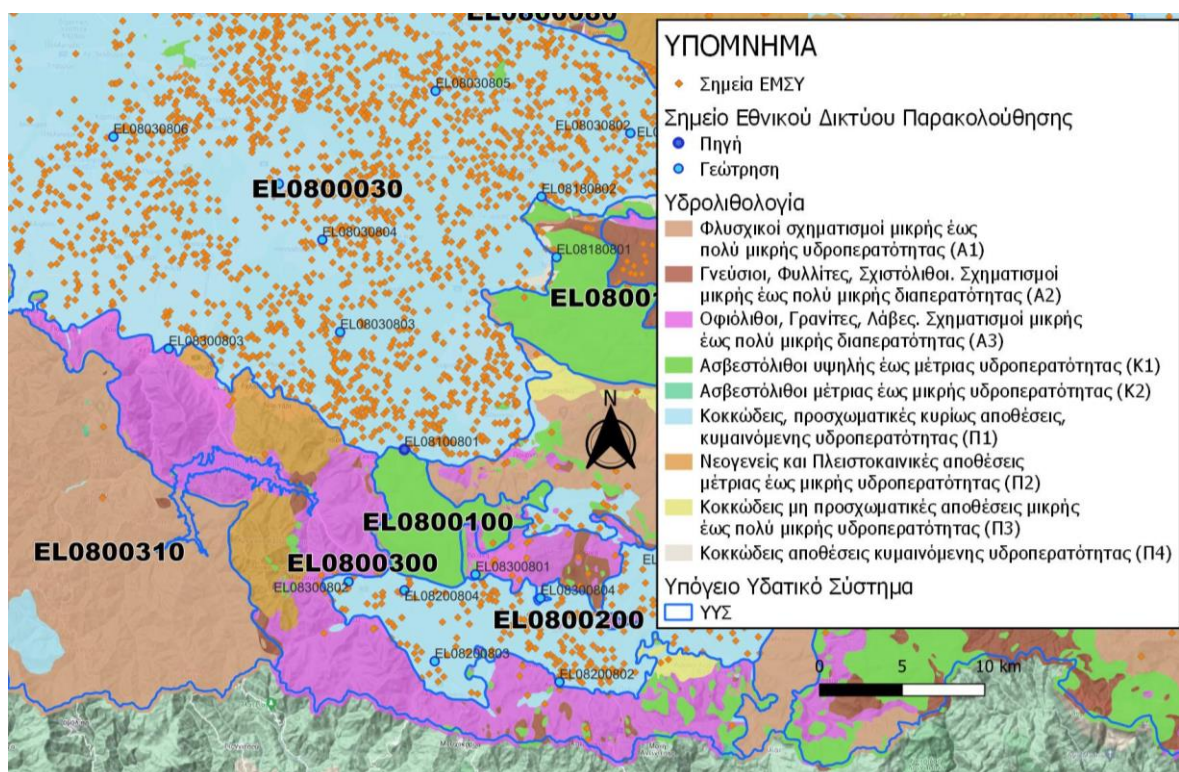 EL0800080
ΥΠΟΜΝΗΜΑ
Σημεία ΕΜΣΥ
Σημείο Εθνικού Δικτύου Παρακολούθησης
Πηγή
Γεώτρηση
Υδρολιθολογία
Φλυσχικοί σχηματισμοί μικρής έως
πολύ μικρής υδροπερατότητας (Α1)
Γνεύσιοι, Φυλλίτες, Σχιστόλιθοι. Σχηματισμοί
μικρής έως πολύ μικρής διαπερατότητας (Α2)
Οφιόλιθοι, Γρανίτες, Λάβες. Σχηματισμοί μικρής
έως πολύ μικρής διαπερατότητας (Α3)
Ασβεστόλιθοι υψηλής έως μέτριας υδροπερατότητας (Κ1)
Ασβεστόλιθοι μέτριας έως μικρής υδροπερατότητας (Κ2)
Κοκκώδεις, προσχωματικές κυρίως αποθέσεις,
κυμαινόμενης υδροπερατότητας (Π1)
Νεογενείς και Πλειστοκαινικές αποθέσεις
μέτριας έως μικρής υδροπερατότητας (Π2)
Κοκκώδεις μη προσχωματικές αποθέσεις μικρής
έως πολύ μικρής υδροπερατότητας (Π3)
Κοκκώδεις αποθέσεις κυμαινόμενης υδροπερατότητας (Π4)
Υπόγειο Υδατικό Σύστημα
ΥΥΣ
EL08030805
EL08030806
EL08030802
EL0800030
EL08180802
EL08030804
EL08180801
EL08001
EL08030803
EL08300803
N
EL08100801
EL0800100
EL0800310
EL0800300
EL08300801
EL08300802
EL08200804
EL08300804
EL0800200
EL08200803
EL08200802
0 5 10 km